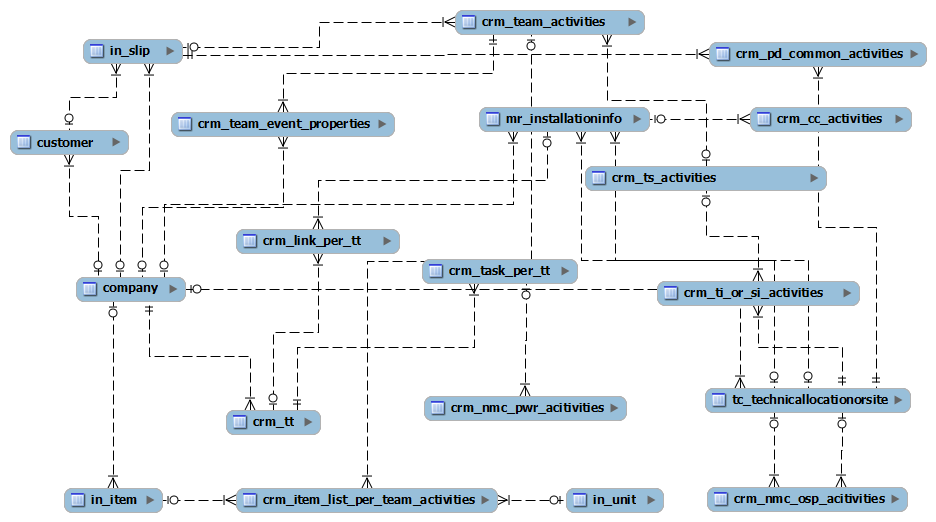 crm_team_activities
in_slip
crm_pd_common_activities
crm_team_event_properties
mr_installationinfo
crm_cc_activities
customer
crm_ts_activities
crm_link_per_tt
crm_task_per_tt
company
crm_ti_or_si_activities
crm_nmc_pwr_acitivities
tc_technicallocationorsite
crm_tt
in_item
crm_item_list_per_team_activities
in_unit
crm_nmc_osp_acitivities